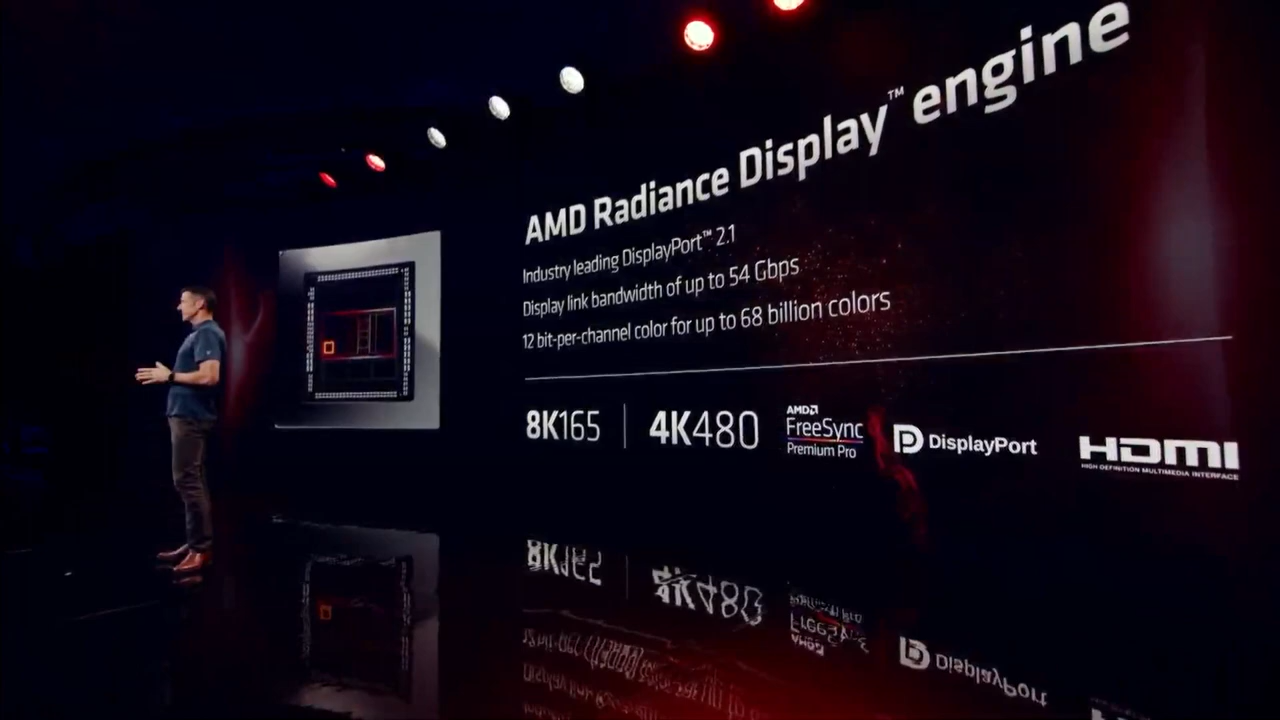 AMD Radiance Display™ engine
Industry leading DisplayPort™ 2.1
Display link bandwidth of up to 54 Gbps
12 bit-per-channel color for up to 68 billion colors
8K165 | 4K480
AMD
FreeSync
Premium Pro
DisplayPort
HDMI
HIGH DEFINITION MULTIMEDIA INTERFACE